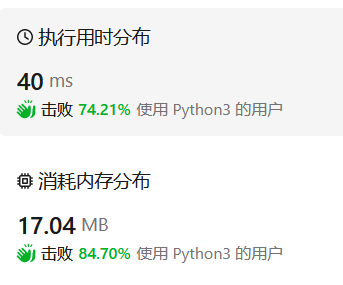 执行用时分布
40 ms
击败 74.21% 使用 Python3 的用户
消耗内存分布
17.04 MB
击败 84.70% 使用 Python3 的用户